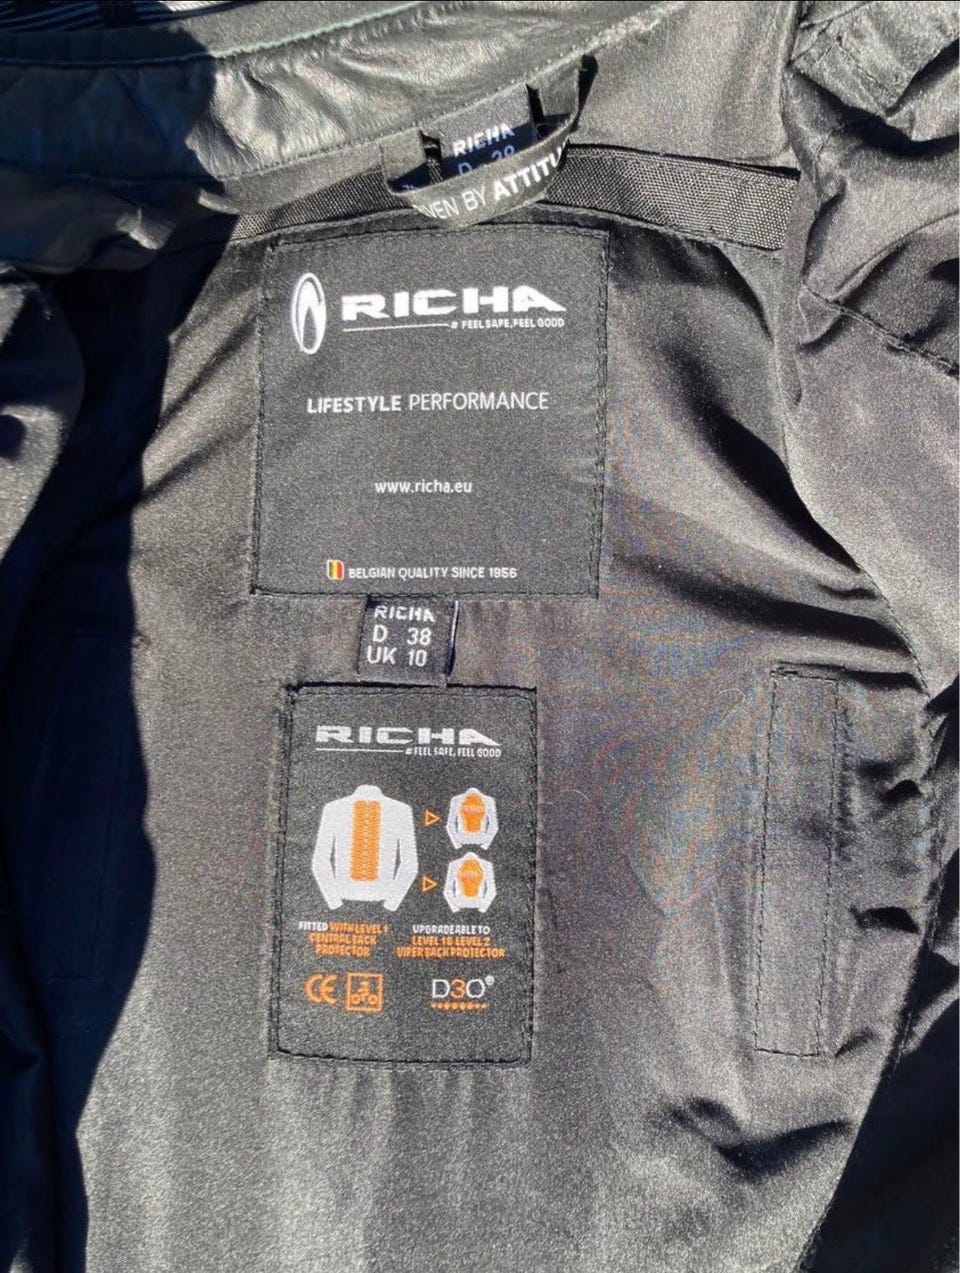 RICHA
D 38
DRIVEN BY ATTITU
RICHA
# FEEL SAFE, FEEL GOOD
LIFESTYLE PERFORMANCE
www.richa.eu
BELGIAN QUALITY SINCE 1956
RICHA
D 38
UK 10
RICHA
# FEEL SAFE, FEEL GOOD
FITTED WITH LEVEL 1
CENTRAL BACK
PROTECTOR
UPGRADEABLE TO
LEVEL 1& LEVEL 2
VIPER BACK PROTECTOR
CE
D3O®